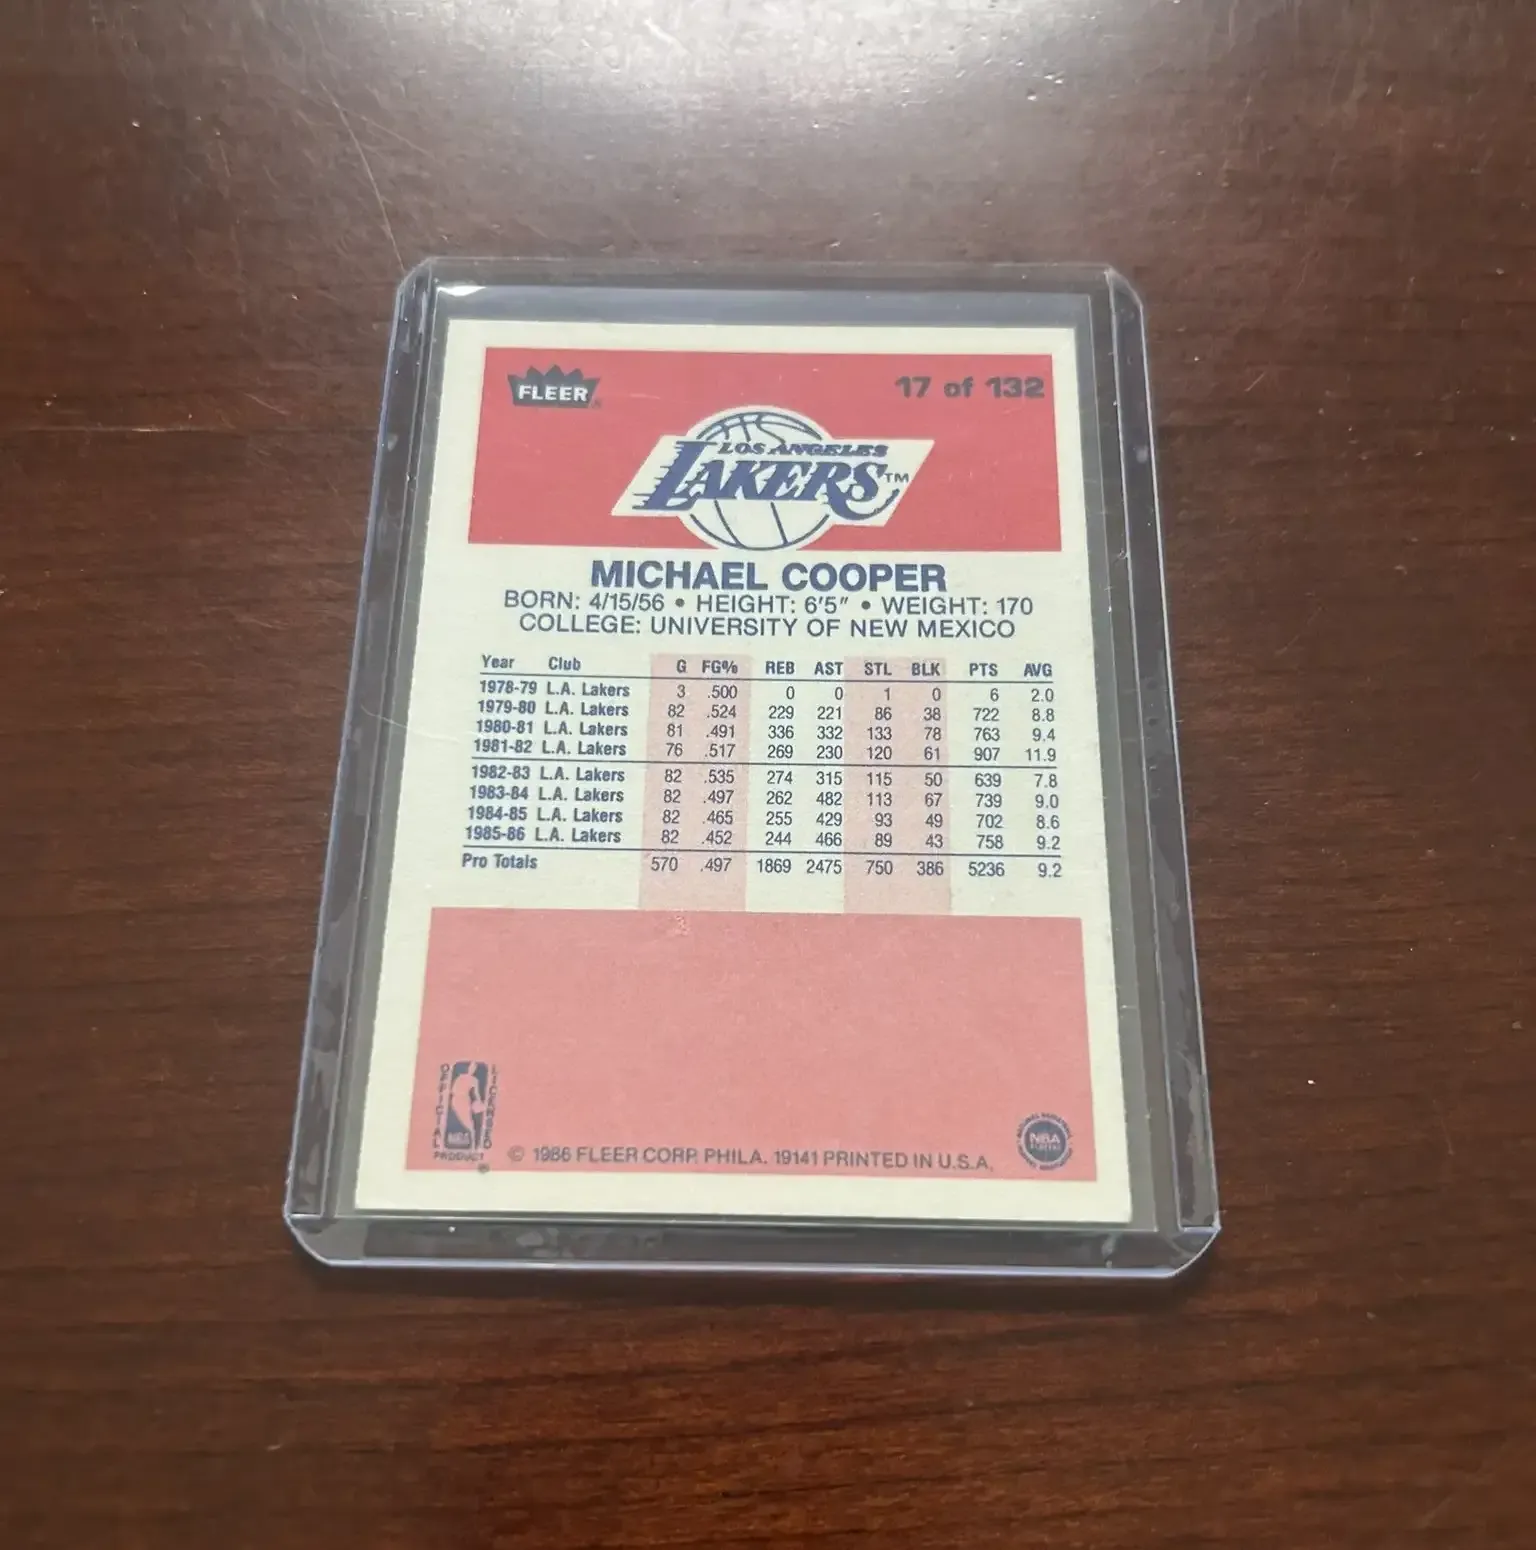 FLEER®
17 of 132
LOS ANGELES
LAKERS™
MICHAEL COOPER
BORN: 4/15/56 • HEIGHT: 6'5" • WEIGHT: 170
COLLEGE: UNIVERSITY OF NEW MEXICO
Year Club G FG% REB AST STL BLK PTS AVG
1978-79 L.A. Lakers 3 .500 0 0 1 0 6 2.0
1979-80 L.A. Lakers 82 .524 229 221 86 38 722 8.8
1980-81 L.A. Lakers 81 .491 336 332 133 78 763 9.4
1981-82 L.A. Lakers 76 .517 269 230 120 61 907 11.9
1982-83 L.A. Lakers 82 .535 274 315 115 50 639 7.8
1983-84 L.A. Lakers 82 .497 262 482 113 67 739 9.0
1984-85 L.A. Lakers 82 .465 255 429 93 49 702 8.6
1985-86 L.A. Lakers 82 .452 244 466 89 43 758 9.2
Pro Totals 570 .497 1869 2475 750 386 5236 9.2
OFFICIAL
LICENSED
NBA
PRODUCT
®
© 1986 FLEER CORP. PHILA. 19141 PRINTED IN U.S.A.
NBA